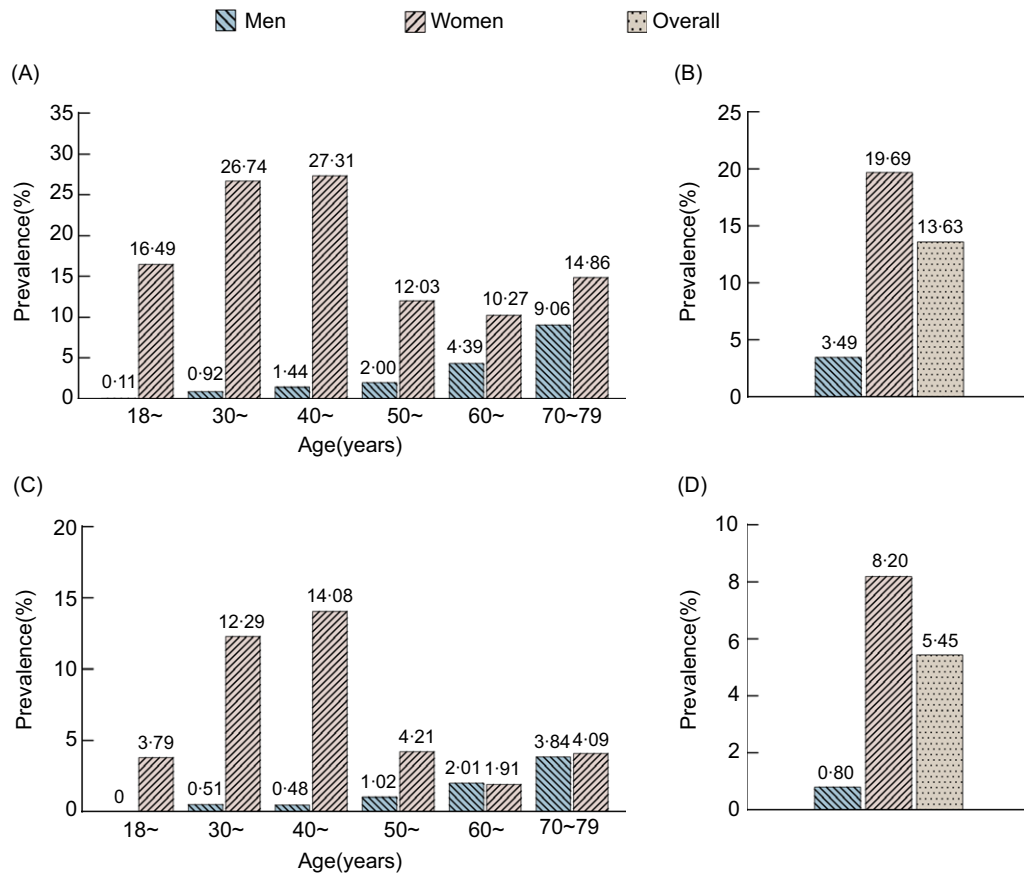 Men Women Overall
(A)
Prevalence(%)
35
30
25
20
15
10
5
0
0·11 16·49 0·92 26·74 1·44 27·31 2·00 12·03 4·39 10·27 9·06 14·86
18~ 30~ 40~ 50~ 60~ 70~79
Age(years)
(B)
Prevalence(%)
25
20
15
10
5
0
3·49 19·69 13·63
(C)
Prevalence(%)
20
15
10
5
0
0 3·79 0·51 12·29 0·48 14·08 1·02 4·21 2·01 1·91 3·84 4·09
18~ 30~ 40~ 50~ 60~ 70~79
Age(years)
(D)
Prevalence(%)
10
8
6
4
2
0
0·80 8·20 5·45